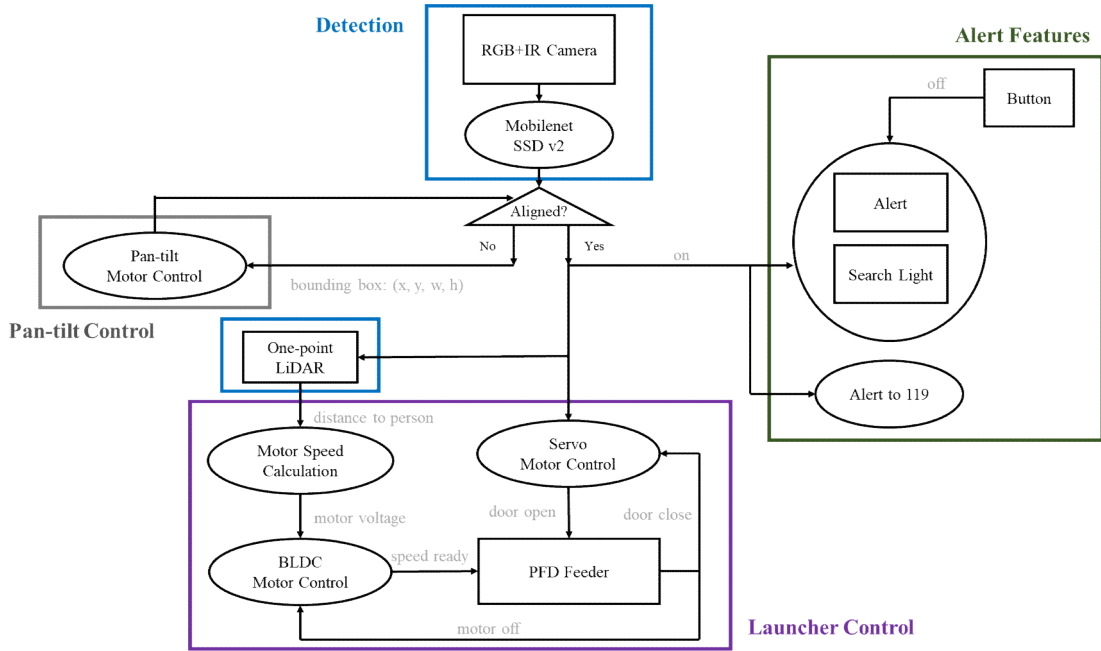 Detection
RGB+IR Camera
Mobilenet
SSD v2
Aligned?
No
Yes
Pan-tilt
Motor Control
bounding box: (x, y, w, h)
Pan-tilt Control
Alert Features
off
Button
Alert
Search Light
on
Alert to 119
One-point
LiDAR
distance to person
Motor Speed
Calculation
Servo
Motor Control
motor voltage
door open
door close
BLDC
Motor Control
speed ready
PFD Feeder
motor off
Launcher Control